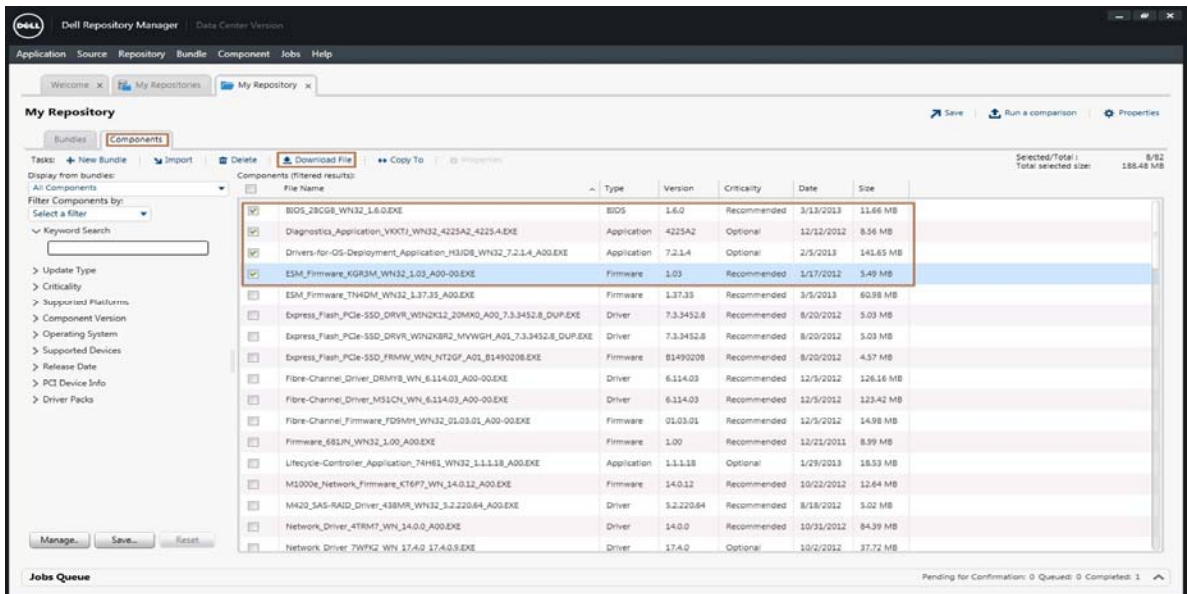 DELL Dell Repository Manager Data Center Version
Application Source Repository Bundle Component Jobs Help
Welcome x My Repositories My Repository x
My Repository Save Run a comparison Properties
Bundles Components
Tasks: New Bundle Import Delete Download File Copy To Properties Selected/Total : 8/82
Total selected size: 188.48 MB
Display from bundles: Components (filtered results):
All Components File Name Type Version Criticality Date Size
Filter Components by:
Select a filter
Keyword Search
Update Type
Criticality
Supported Platforms
Component Version
Operating System
Supported Devices
Release Date
PCI Device Info
Driver Packs
BIOS_28CG8_WN32_1.6.0.EXE BIOS 1.6.0 Recommended 3/13/2013 11.66 MB
Diagnostics_Application_VKXTJ_WN32_4225A2_4225.4.EXE Application 4225A2 Optional 12/12/2012 8.56 MB
Drivers-for-OS-Deployment_Application_H3JD8_WN32_7.2.1.4_A00.EXE Application 7.2.1.4 Optional 2/5/2013 141.65 MB
ESM_Firmware_KGR3M_WN32_1.03_A00-00.EXE Firmware 1.03 Recommended 1/17/2012 5.49 MB
ESM_Firmware_TN4DM_WN32_1.37.35_A00.EXE Firmware 1.37.35 Recommended 3/5/2013 60.98 MB
Express_Flash_PCIe-SSD_DRVR_WIN2K12_20MX0_A00_7.3.3452.8_DUP.EXE Driver 7.3.3452.8 Recommended 8/20/2012 5.03 MB
Express_Flash_PCIe-SSD_DRVR_WIN2K8R2_MVWGH_A01_7.3.3452.8_DUP.EXE Driver 7.3.3452.8 Recommended 8/20/2012 5.03 MB
Express_Flash_PCIe-SSD_FRMW_WIN_NT2GF_A01_B1490208.EXE Firmware B1490208 Recommended 8/20/2012 4.57 MB
Fibre-Channel_Driver_DRMY8_WN_6.114.03_A00-00.EXE Driver 6.114.03 Recommended 12/5/2012 126.16 MB
Fibre-Channel_Driver_M51CN_WN_6.114.03_A00-00.EXE Driver 6.114.03 Recommended 12/5/2012 123.42 MB
Fibre-Channel_Firmware_FD9MH_WN32_01.03.01_A00-00.EXE Firmware 01.03.01 Recommended 12/5/2012 14.98 MB
Firmware_681JN_WN32_1.00_A00.EXE Firmware 1.00 Recommended 12/21/2011 8.99 MB
Lifecycle-Controller_Application_74H61_WN32_1.1.1.18_A00.EXE Application 1.1.1.18 Optional 1/29/2013 18.53 MB
M1000e_Network_Firmware_KT6P7_WN_14.0.12_A00.EXE Firmware 14.0.12 Recommended 10/22/2012 12.64 MB
M420_SAS-RAID_Driver_438MR_WN32_5.2.220.64_A00.EXE Driver 5.2.220.64 Recommended 8/18/2012 5.02 MB
Network_Driver_4TRM7_WN_14.0.0_A00.EXE Driver 14.0.0 Recommended 10/31/2012 84.39 MB
Network_Driver_7WFK2_WN_17.4.0_17.4.0.9.EXE Driver 17.4.0 Optional 10/2/2012 37.72 MB
Manage.. Save... Reset
Jobs Queue Pending for Confirmation: 0 Queued: 0 Completed: 1